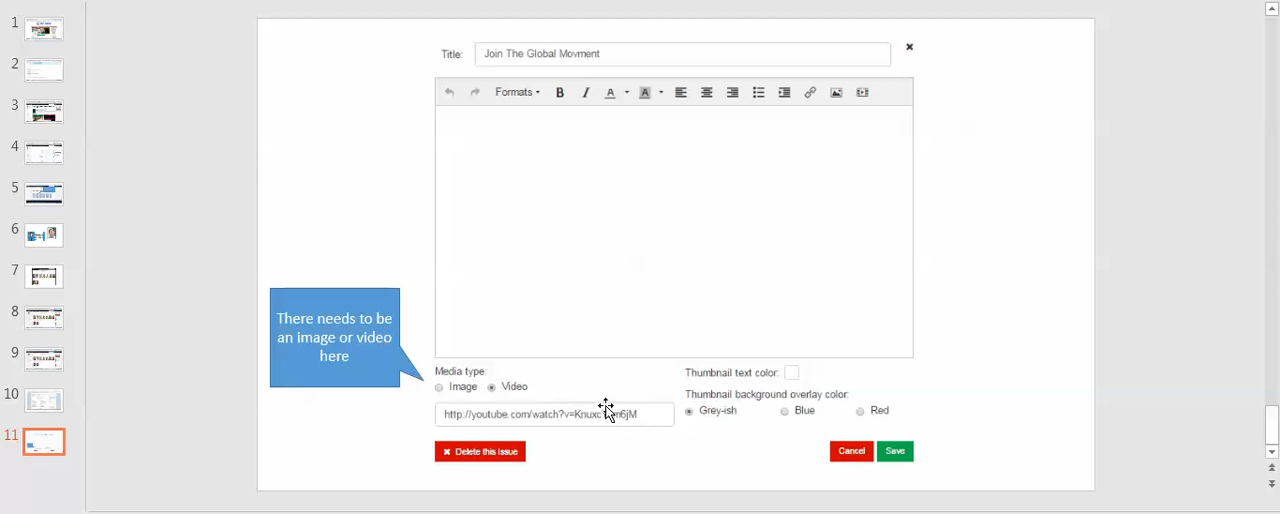 1
2
3
4
5
6
7
8
9
10
11
Title: Join The Global Movment
Formats B I A A
There needs to be
an image or video
here
Media type:
Image Video
Thumbnail text color:
Thumbnail background overlay color:
Grey-ish Blue Red
Delete this Issue
Cancel Save